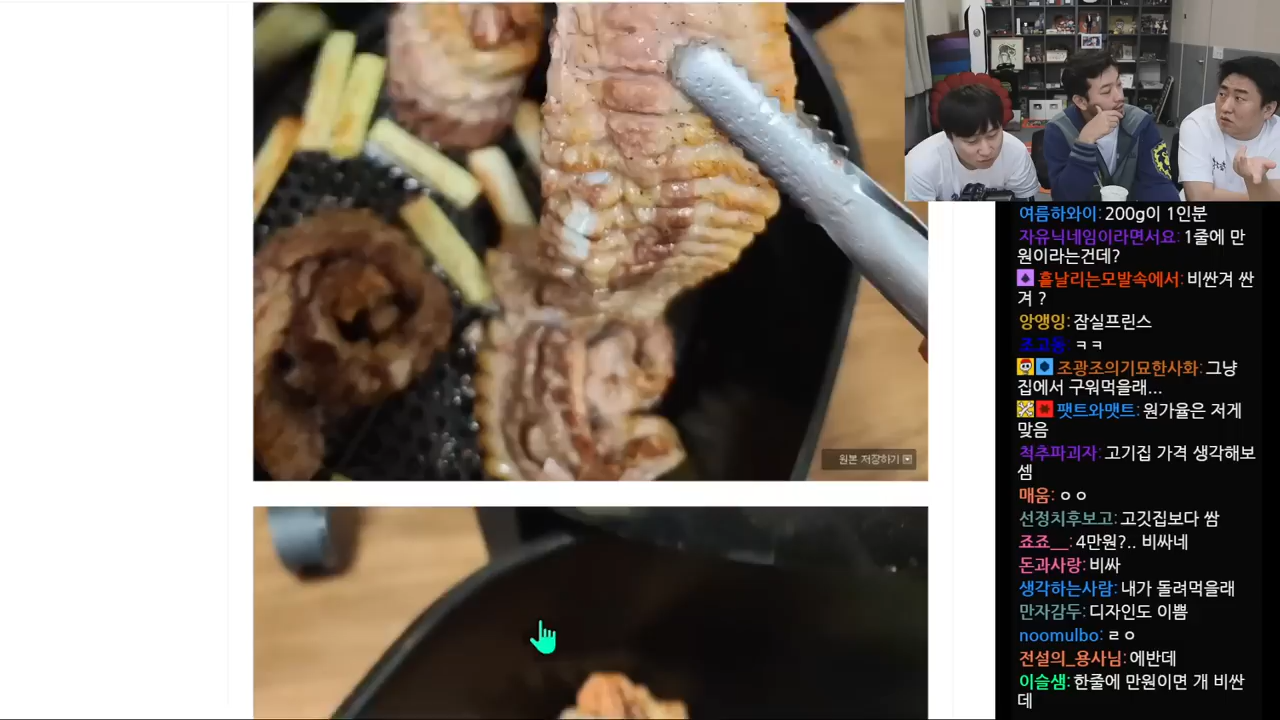 여름하와이: 200g이 1인분
자유닉네임이라면서요: 1줄에 만
원이라는건데?
흩날리는모발속에서: 비싼겨 싼
겨 ?
앙앵잉: 잠실프린스
조고둥: ㅋㅋ
조광조의기묘한사화: 그냥
집에서 구워먹을래...
팻트와맷트: 원가율은 저게
맞음
척추파괴자: 고기집 가격 생각해보
셈
매움: ㅇㅇ
선정치후보고: 고깃집보다 쌈
죠죠__: 4만원?.. 비싸네
돈과사랑: 비싸
생각하는사람: 내가 돌려먹을래
만자감두: 디자인도 이쁨
noomulbo: ㄹㅇ
전설의_용사님: 에반데
이슬샘: 한줄에 만원이면 개 비싼
데
원본 저장하기